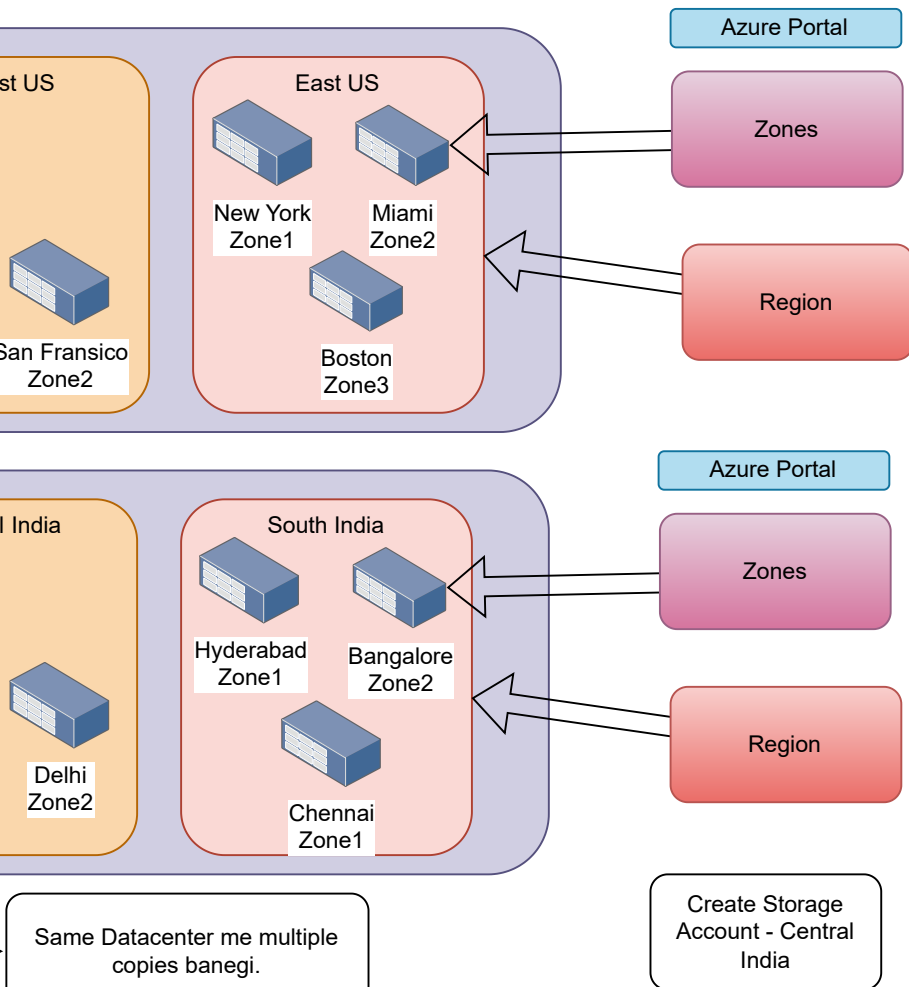 Azure Portal
st US
East US
Zones
New York
Zone1
Miami
Zone2
Region
San Fransico
Zone2
Boston
Zone3
Azure Portal
l India
South India
Zones
Hyderabad
Zone1
Bangalore
Zone2
Region
Delhi
Zone2
Chennai
Zone1
Same Datacenter me multiple
copies banegi.
Create Storage
Account - Central
India